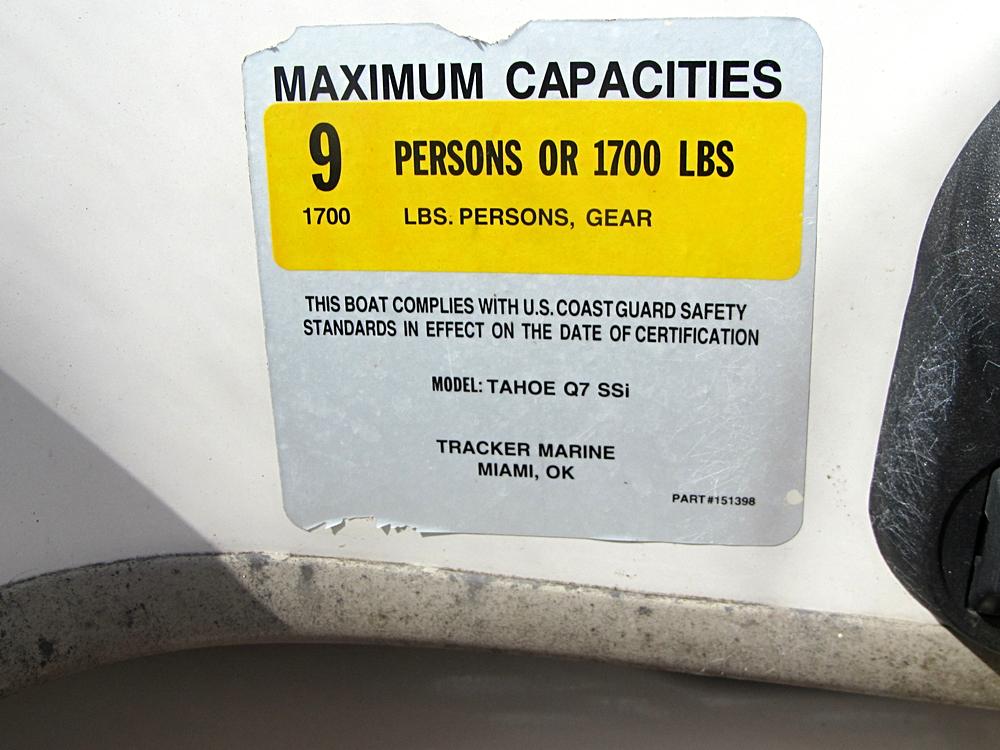 MAXIMUM CAPACITIES
9 PERSONS OR 1700 LBS
1700 LBS. PERSONS, GEAR
THIS BOAT COMPLIES WITH U.S. COAST GUARD SAFETY
STANDARDS IN EFFECT ON THE DATE OF CERTIFICATION
MODEL: TAHOE Q7 SSi
TRACKER MARINE
MIAMI, OK
PART#151398